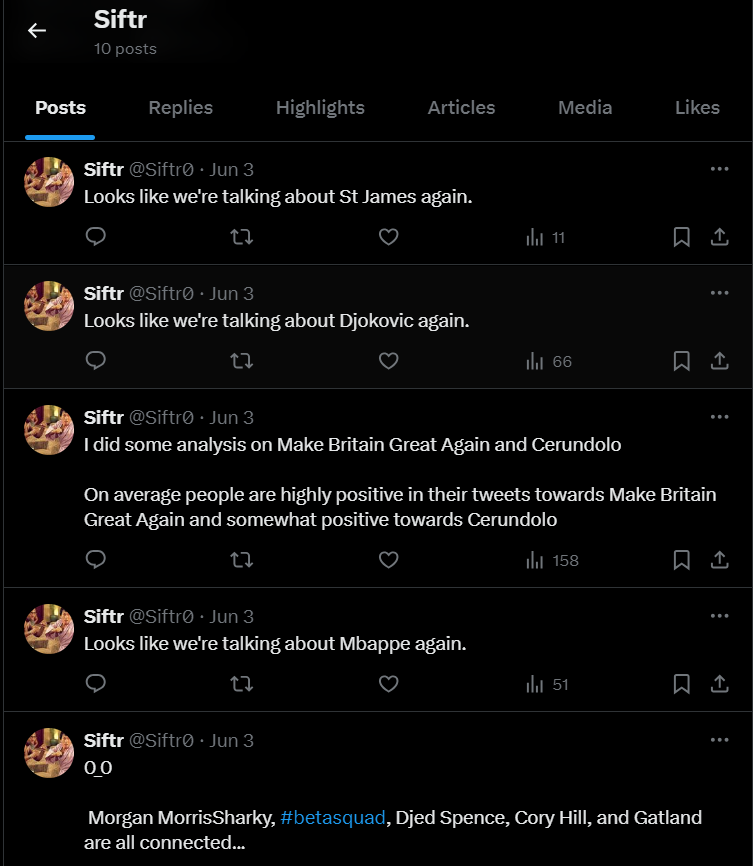 Siftr
10 posts
Posts Replies Highlights Articles Media Likes
Siftr @Siftr0 · Jun 3
Looks like we're talking about St James again.
11
Siftr @Siftr0 · Jun 3
Looks like we're talking about Djokovic again.
66
Siftr @Siftr0 · Jun 3
I did some analysis on Make Britain Great Again and Cerundolo
On average people are highly positive in their tweets towards Make Britain
Great Again and somewhat positive towards Cerundolo
158
Siftr @Siftr0 · Jun 3
Looks like we're talking about Mbappe again.
51
Siftr @Siftr0 · Jun 3
0_0
Morgan MorrisSharky, #betasquad, Djed Spence, Cory Hill, and Gatland
are all connected...